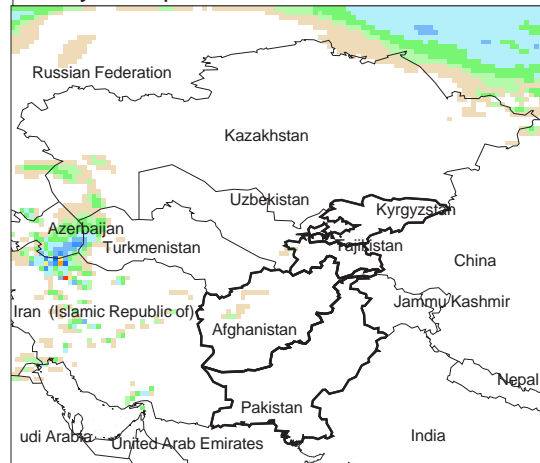 Russian Federation
Kazakhstan
Uzbekistan
Kyrgyzstan
Azerbaijan
Turkmenistan
Tajikistan
China
Iran (Islamic Republic of)
Jammu Kashmir
Afghanistan
Nepal
Pakistan
udi Arabia
United Arab Emirates
India